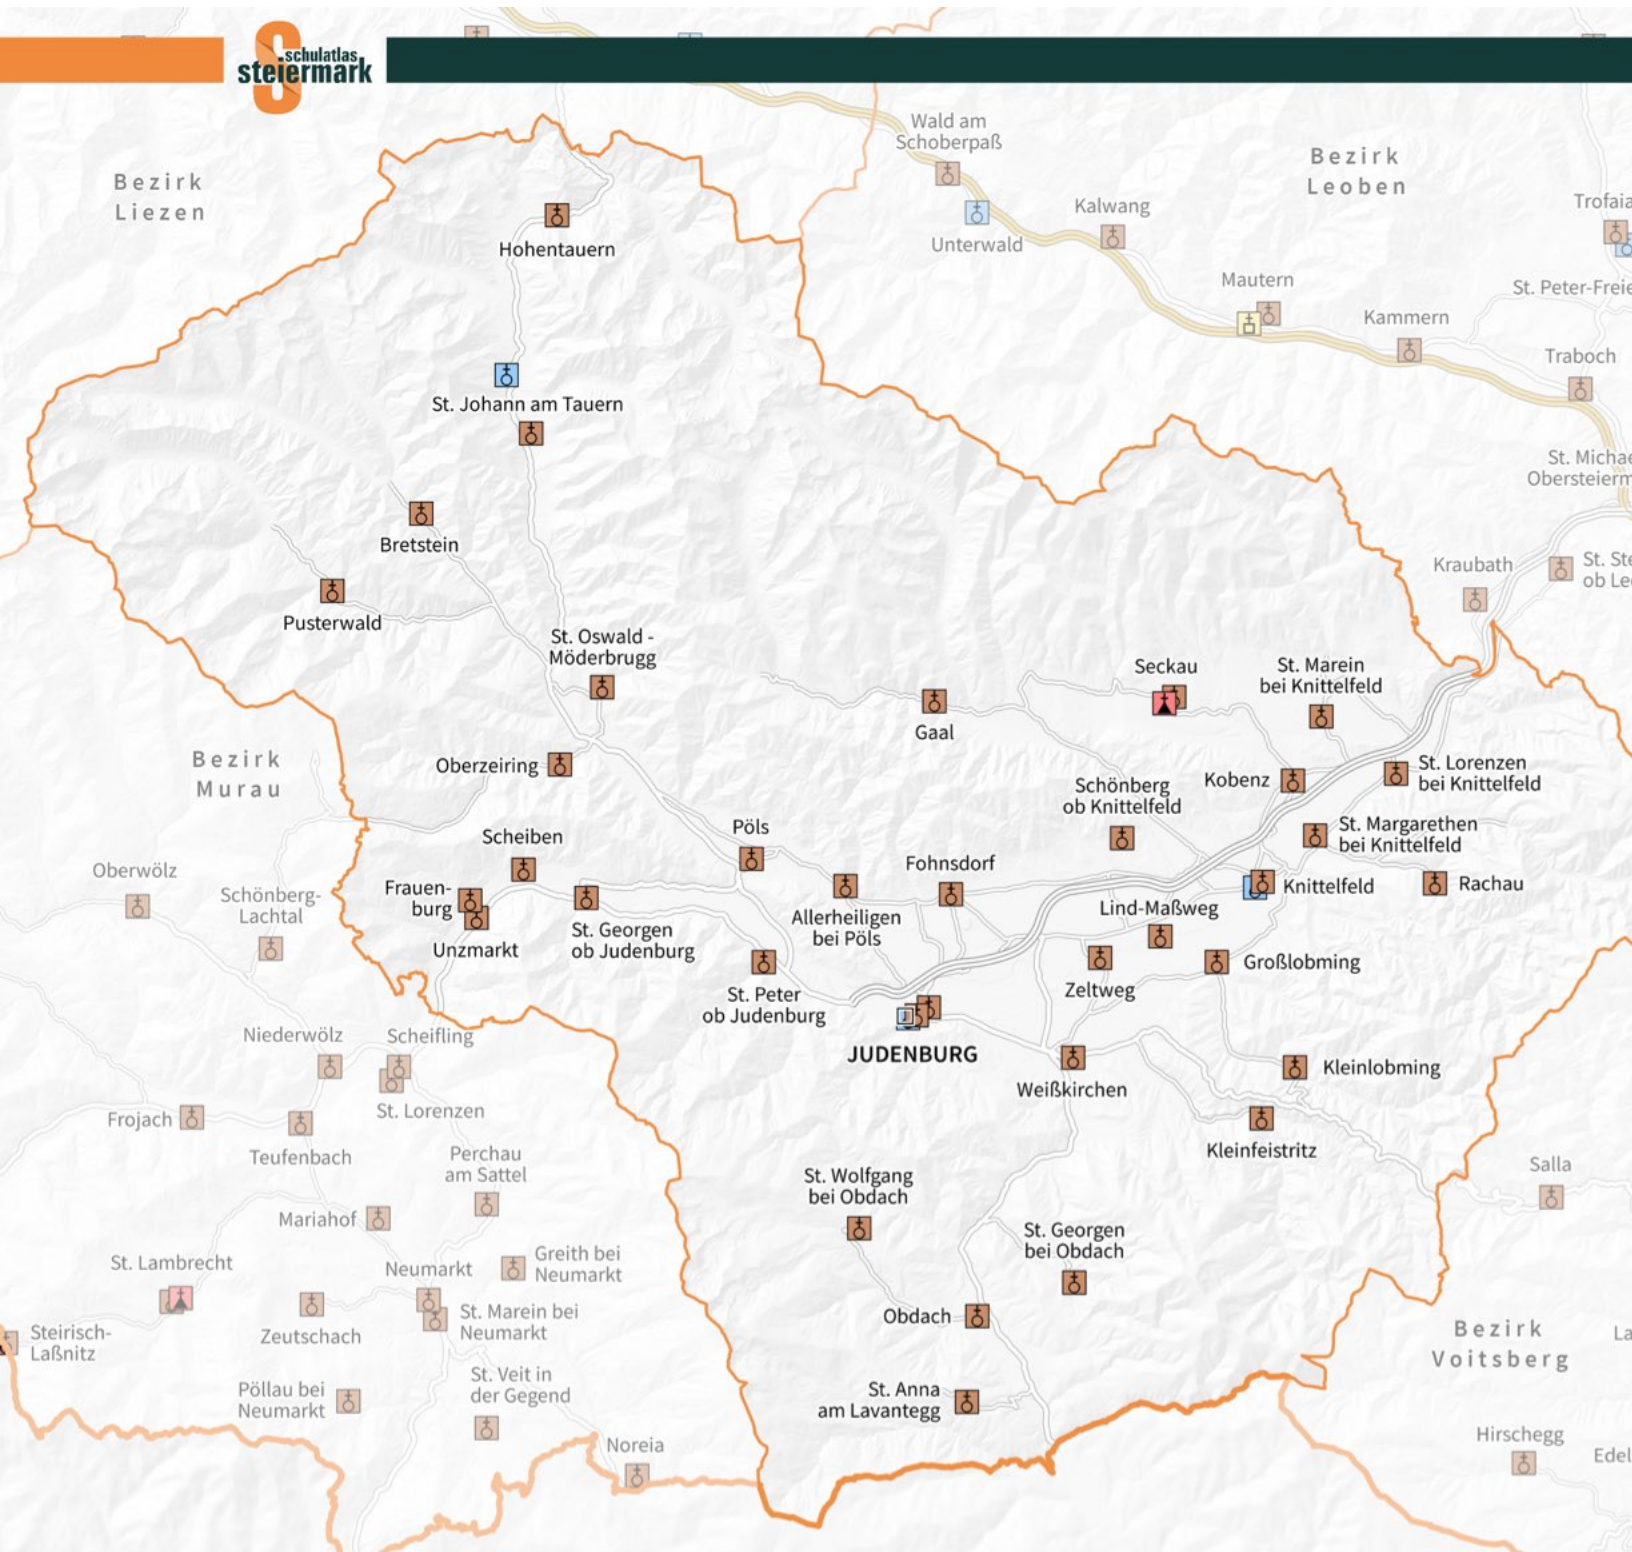 schulatlas
steiermark
Wald am
Schoberpaß
Bezirk
Leoben
Bezirk
Liezen
Kalwang
Unterwald
Hohentauern
Mautern
St. Peter-Freie
Kammern
Traboch
St. Johann am Tauern
St. Michae
Obersteierm
Bretstein
Kraubath
St. Ste
ob Leo
Pusterwald
St. Oswald -
Möderbrugg
Seckau
St. Marein
bei Knittelfeld
Gaal
Bezirk
Murau
Oberzeiring
Schönberg
ob Knittelfeld
Kobenz
St. Lorenzen
bei Knittelfeld
Scheiben
Pöls
St. Margarethen
bei Knittelfeld
Oberwölz
Fohnsdorf
Schönberg-
Lachtal
Frauen-
burg
Knittelfeld
Rachau
Allerheiligen
bei Pöls
Lind-Maßweg
Unzmarkt
St. Georgen
ob Judenburg
Großlobming
Zeltweg
St. Peter
ob Judenburg
Niederwölz
Scheifling
JUDENBURG
Kleinlobming
Weißkirchen
St. Lorenzen
Frojach
Teufenbach
Perchau
am Sattel
Kleinfeistritz
Salla
St. Wolfgang
bei Obdach
Mariahof
St. Georgen
bei Obdach
St. Lambrecht
Neumarkt
Greith bei
Neumarkt
Obdach
Steirisch-
Laßnitz
Zeutschach
St. Marein bei
Neumarkt
Bezirk
Voitsberg
La
St. Veit in
der Gegend
Pöllau bei
Neumarkt
St. Anna
am Lavantegg
Noreia
Hirschegg
Edel